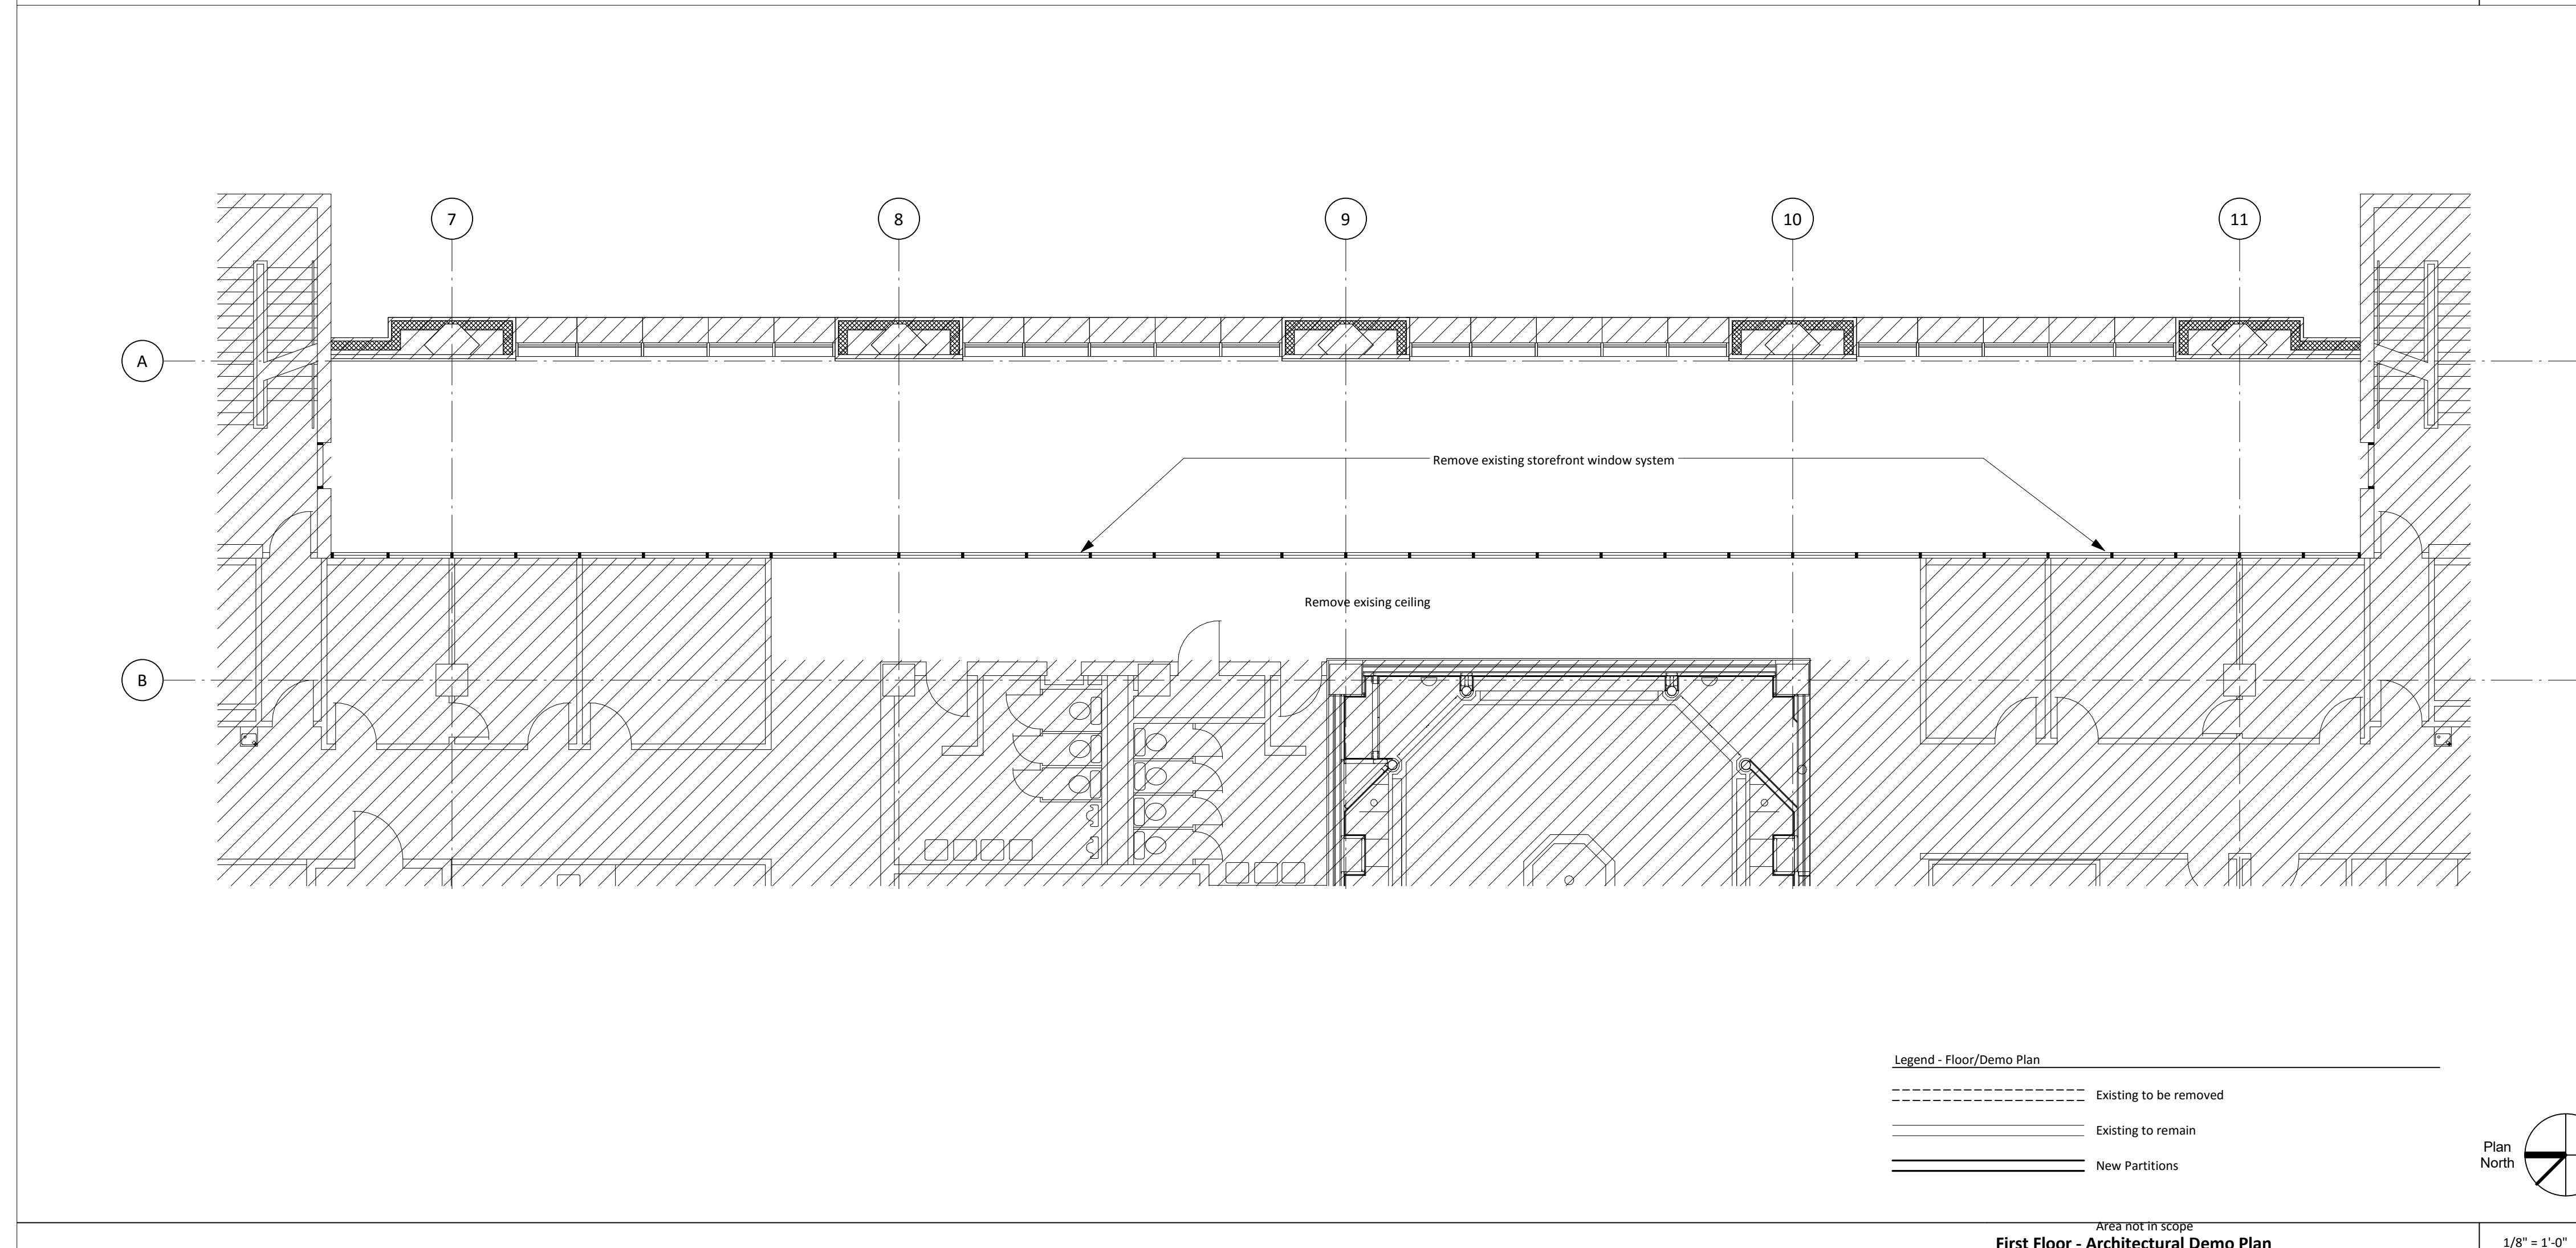 7
8
9
10
11
A
Remove existing storefront window system
Remove exising ceiling
B
Legend - Floor/Demo Plan
Existing to be removed
Existing to remain
New Partitions
Plan
North
Area not in scope
First Floor - Architectural Demo Plan
1/8" = 1'-0"